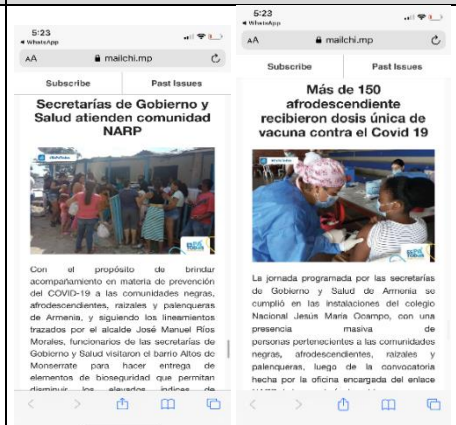 5:23
WhatsApp
AA mailchi.mp
Subscribe Past Issues
Secretarías de Gobierno y
Salud atienden comunidad
NARP
Con el propósito de brindar
acompañamiento en materia de prevención
del COVID-19 a las comunidades negras,
afrodescendientes, raizales y palenqueras
de Armenia, y siguiendo los lineamientos
trazados por el alcalde José Manuel Ríos
Morales, funcionarios de las secretarías de
Gobierno y Salud visitaron el barrio Altos de
Monserrate para hacer entrega de
elementos de bioseguridad que permitan
disminuir los elevados índices de
5:23
WhatsApp
AA mailchi.mp
Subscribe Past Issues
Más de 150
afrodescendiente
recibieron dosis única de
vacuna contra el Covid 19
La jornada programada por las secretarías
de Gobierno y Salud de Armenia se
cumplió en las instalaciones del colegio
Nacional Jesús María Ocampo, con una
presencia masiva de
personas pertenecientes a las comunidades
negras, afrodescendientes, raizales y
palenqueras, luego de la convocatoria
hecha por la oficina encargada del enlace